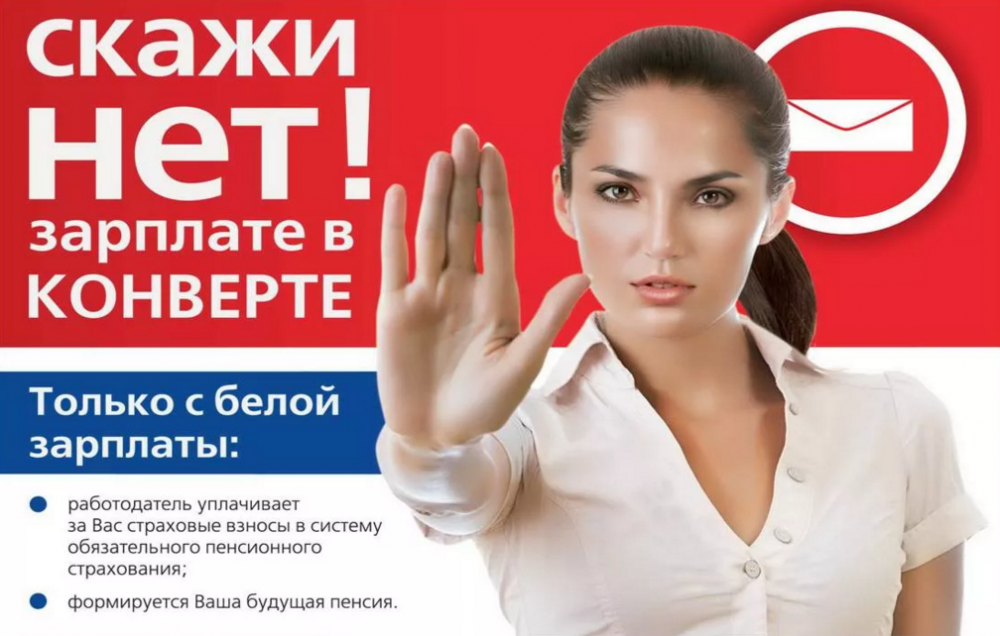 скажи
нет!
зарплате в
КОНВЕРТЕ
Только с белой
зарплаты:
работодатель уплачивает
за Вас страховые взносы в систему
обязательного пенсионного
страхования;
формируется Ваша будущая пенсия.